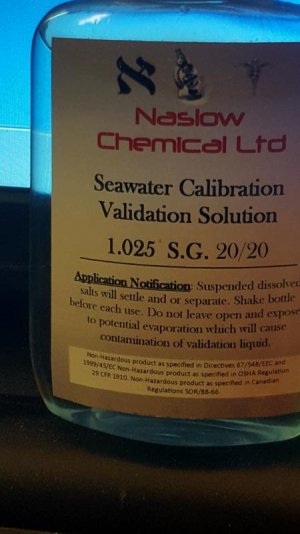 Naslow
Chemical Ltd
Seawater Calibration
Validation Solution
1.025 S.G. 20/20
Application Notification: Suspended dissolved
salts will settle and or separate. Shake bottle
before each use. Do not leave open and expose
to potential evaporation which will cause
contamination of validation liquid.
Non-Hazardous product as specified in Directives 67/548/EEC and
1999/45/EC Non-Hazardous product as specified in OSHA Regulation
29 CFR 1910. Non-Hazardous product as specified in Canadian
Regulations SOR/88-66.